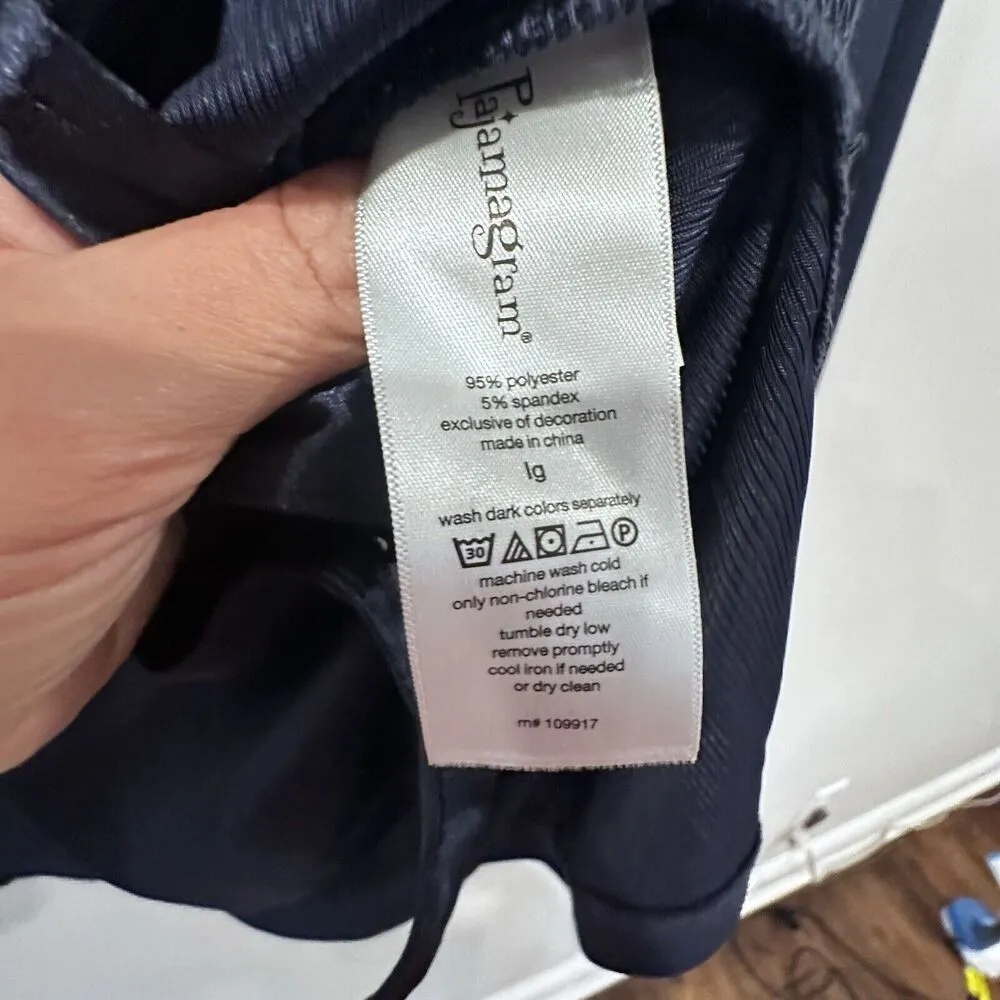 Pajamagram®
95% polyester
5% spandex
exclusive of decoration
made in china
lg
wash dark colors separately
30 P
machine wash cold
only non-chlorine bleach if
needed
tumble dry low
remove promptly
cool iron if needed
or dry clean
m# 109917